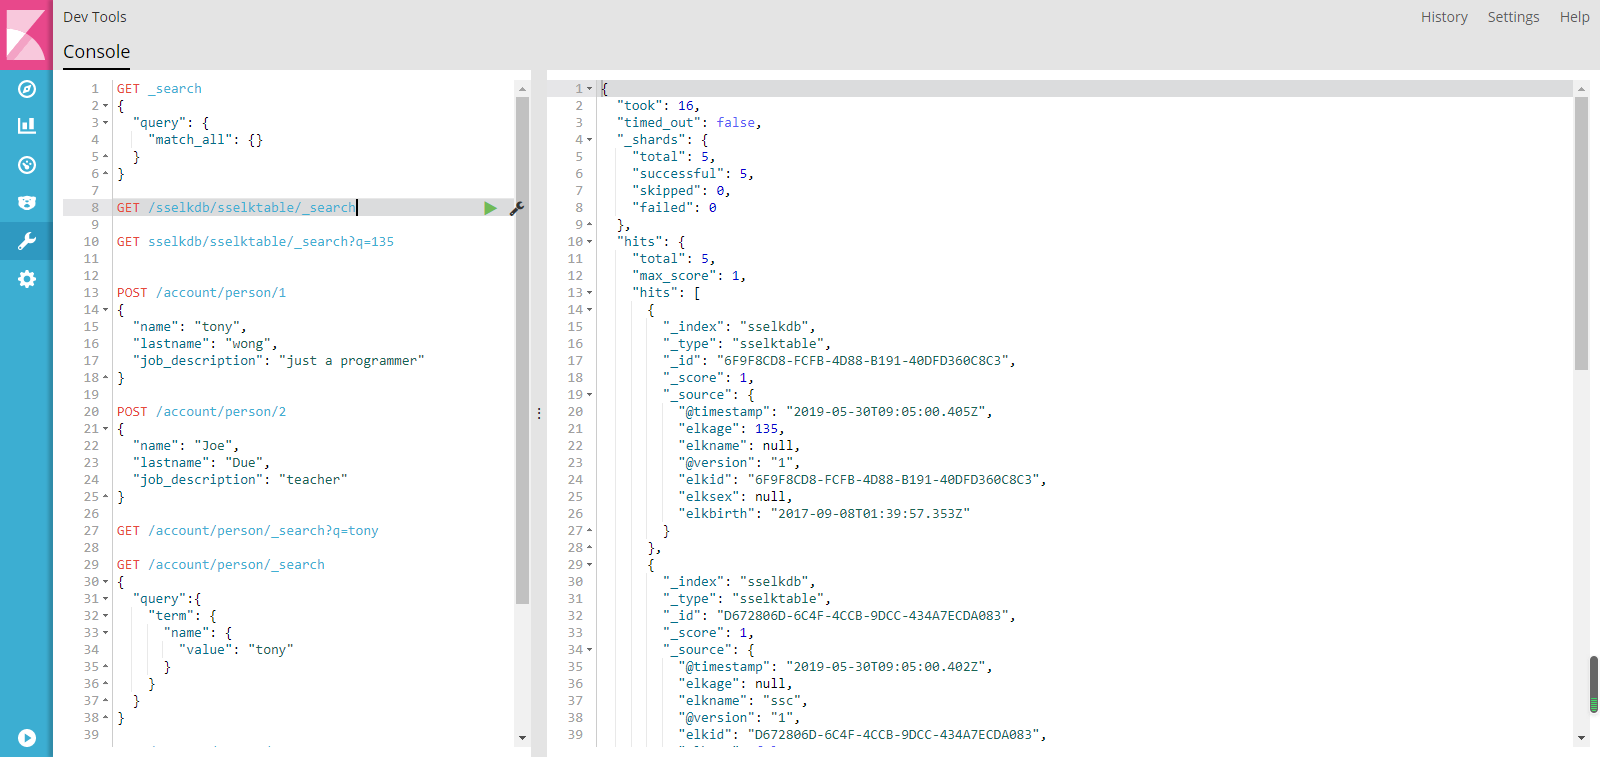 Dev Tools
History Settings Help
Console
1 GET _search
2 {
3 "query": {
4 "match_all": {}
5 }
6 }
7
8 GET /sselkdb/sselktable/_search
9
10 GET sselkdb/sselktable/_search?q=135
11
12
13 POST /account/person/1
14 {
15 "name": "tony",
16 "lastname": "wong",
17 "job_description": "just a programmer"
18 }
19
20 POST /account/person/2
21 {
22 "name": "Joe",
23 "lastname": "Due",
24 "job_description": "teacher"
25 }
26
27 GET /account/person/_search?q=tony
28
29 GET /account/person/_search
30 {
31 "query":{
32 "term": {
33 "name": {
34 "value": "tony"
35 }
36 }
37 }
38 }
39
1 {
2 "took": 16,
3 "timed_out": false,
4 "_shards": {
5 "total": 5,
6 "successful": 5,
7 "skipped": 0,
8 "failed": 0
9 },
10 "hits": {
11 "total": 5,
12 "max_score": 1,
13 "hits": [
14 {
15 "_index": "sselkdb",
16 "_type": "sselktable",
17 "_id": "6F9F8CD8-FCFB-4D88-B191-40DFD360C8C3",
18 "_score": 1,
19 "_source": {
20 "@timestamp": "2019-05-30T09:05:00.405Z",
21 "elkage": 135,
22 "elkname": null,
23 "@version": "1",
24 "elkid": "6F9F8CD8-FCFB-4D88-B191-40DFD360C8C3",
25 "elksex": null,
26 "elkbirth": "2017-09-08T01:39:57.353Z"
27 }
28 },
29 {
30 "_index": "sselkdb",
31 "_type": "sselktable",
32 "_id": "D672806D-6C4F-4CCB-9DCC-434A7ECDA083",
33 "_score": 1,
34 "_source": {
35 "@timestamp": "2019-05-30T09:05:00.402Z",
36 "elkage": null,
37 "elkname": "ssc",
38 "@version": "1",
39 "elkid": "D672806D-6C4F-4CCB-9DCC-434A7ECDA083",